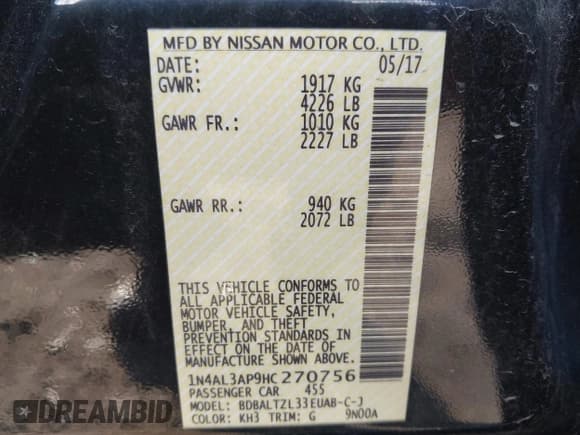 MFD BY NISSAN MOTOR CO., LTD.
DATE: 05/17
GVWR: 1917 KG
4226 LB
GAWR FR.: 1010 KG
2227 LB
GAWR RR.: 940 KG
2072 LB
THIS VEHICLE CONFORMS TO
ALL APPLICABLE FEDERAL
MOTOR VEHICLE SAFETY,
BUMPER, AND THEFT
PREVENTION STANDARDS IN
EFFECT ON THE DATE OF
MANUFACTURE SHOWN ABOVE.
1N4AL3AP9HC270756
PASSENGER CAR 4S5
MODEL: BDBALTZL33EUAB-C-J
COLOR: KH3 TRIM: G 9N00A
AUTOBIDCAR